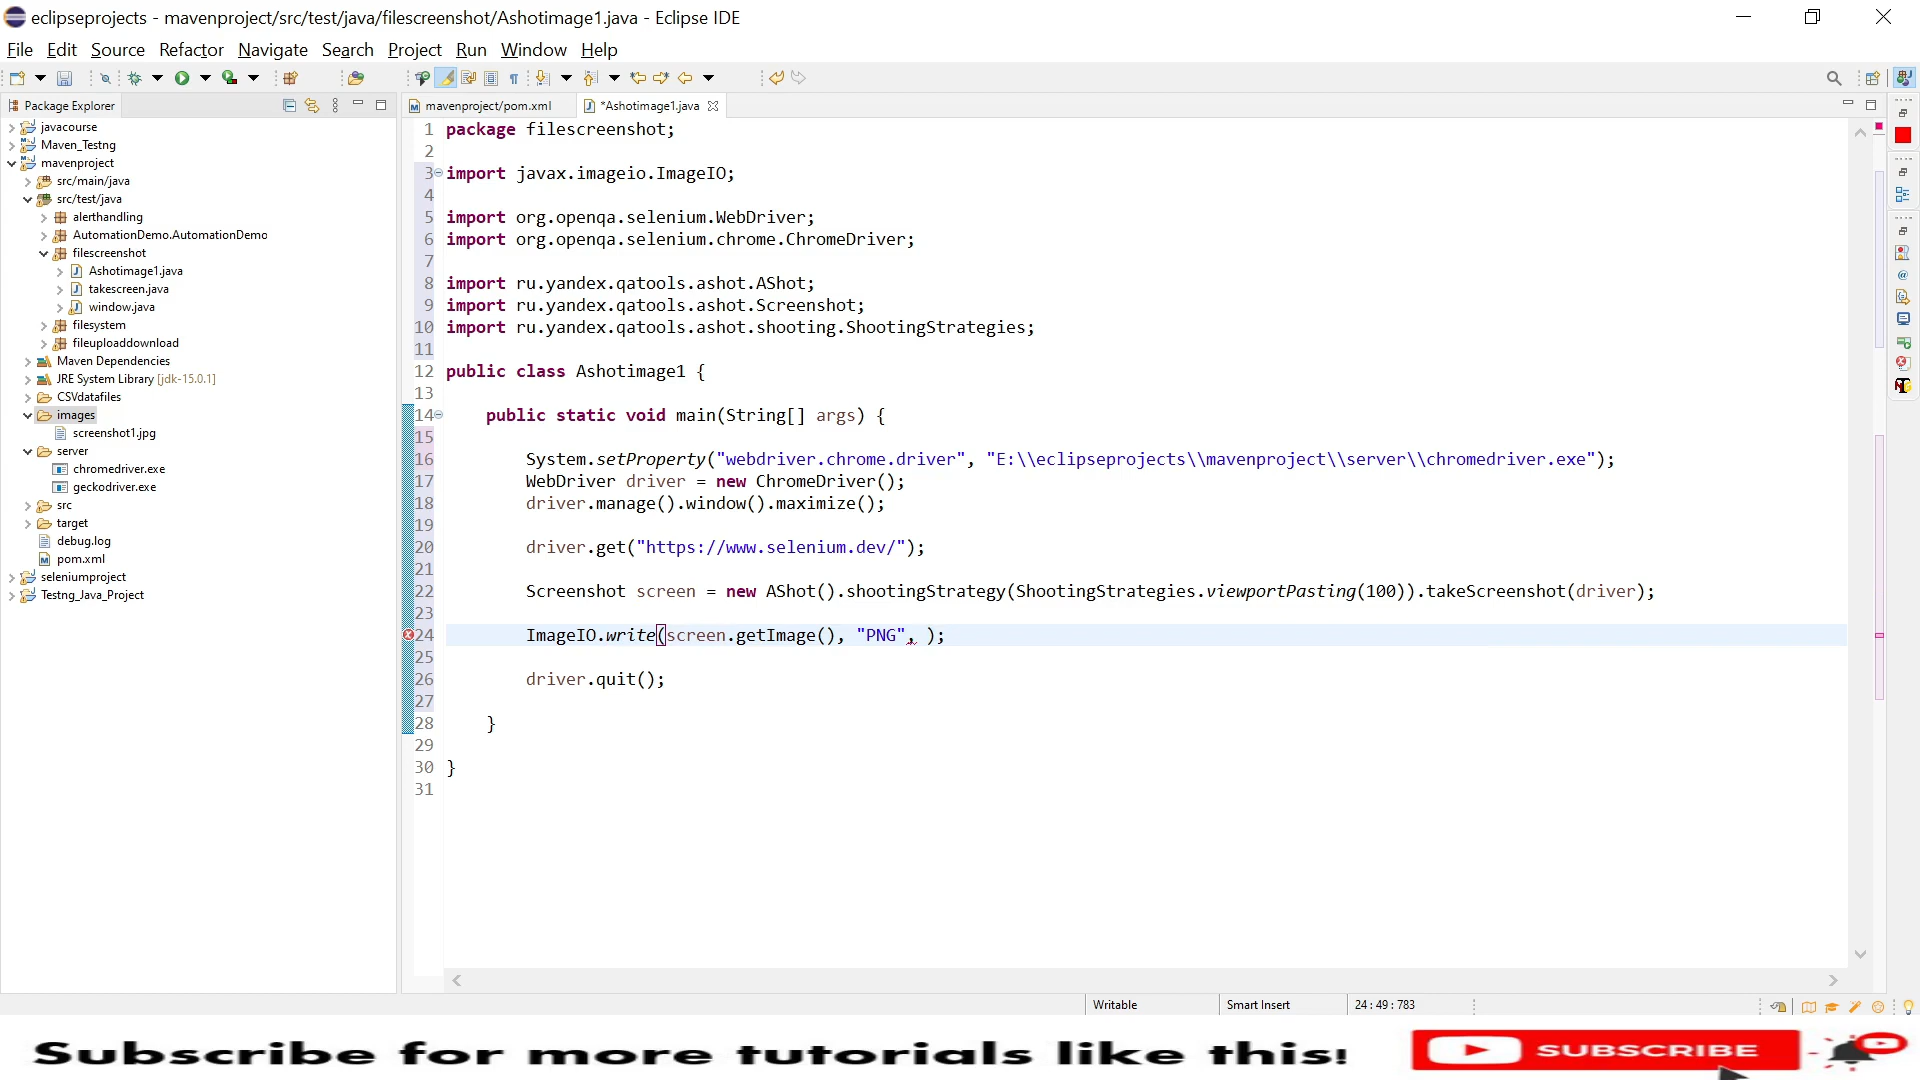 eclipseprojects - mavenproject/src/test/java/filescreenshot/Ashotimage1.java - Eclipse IDE
File Edit Source Refactor Navigate Search Project Run Window Help
Package Explorer
mavenproject/pom.xml
*Ashotimage1.java
javacourse
Maven_Testng
mavenproject
src/main/java
src/test/java
alerthandling
AutomationDemo.AutomationDemo
filescreenshot
Ashotimage1.java
takescreen.java
window.java
filesystem
fileuploaddownload
Maven Dependencies
JRE System Library [jdk-15.0.1]
CSVdatafiles
images
screenshot1.jpg
server
chromedriver.exe
geckodriver.exe
src
target
debug.log
pom.xml
seleniumproject
Testng_Java_Project
1 package filescreenshot;
2
3 import javax.imageio.ImageIO;
4
5 import org.openqa.selenium.WebDriver;
6 import org.openqa.selenium.chrome.ChromeDriver;
7
8 import ru.yandex.qatools.ashot.AShot;
9 import ru.yandex.qatools.ashot.Screenshot;
10 import ru.yandex.qatools.ashot.shooting.ShootingStrategies;
11
12 public class Ashotimage1 {
13
14 public static void main(String[] args) {
15
16 System.setProperty("webdriver.chrome.driver", "E:\\eclipseprojects\\mavenproject\\server\\chromedriver.exe");
17 WebDriver driver = new ChromeDriver();
18 driver.manage().window().maximize();
19
20 driver.get("https://www.selenium.dev/");
21
22 Screenshot screen = new AShot().shootingStrategy(ShootingStrategies.viewportPasting(100)).takeScreenshot(driver);
23
24 ImageIO.write(screen.getImage(), "PNG", );
25
26 driver.quit();
27
28 }
29
30 }
31
Writable
Smart Insert
24 : 49 : 783
Subscribe for more tutorials like this!
SUBSCRIBE